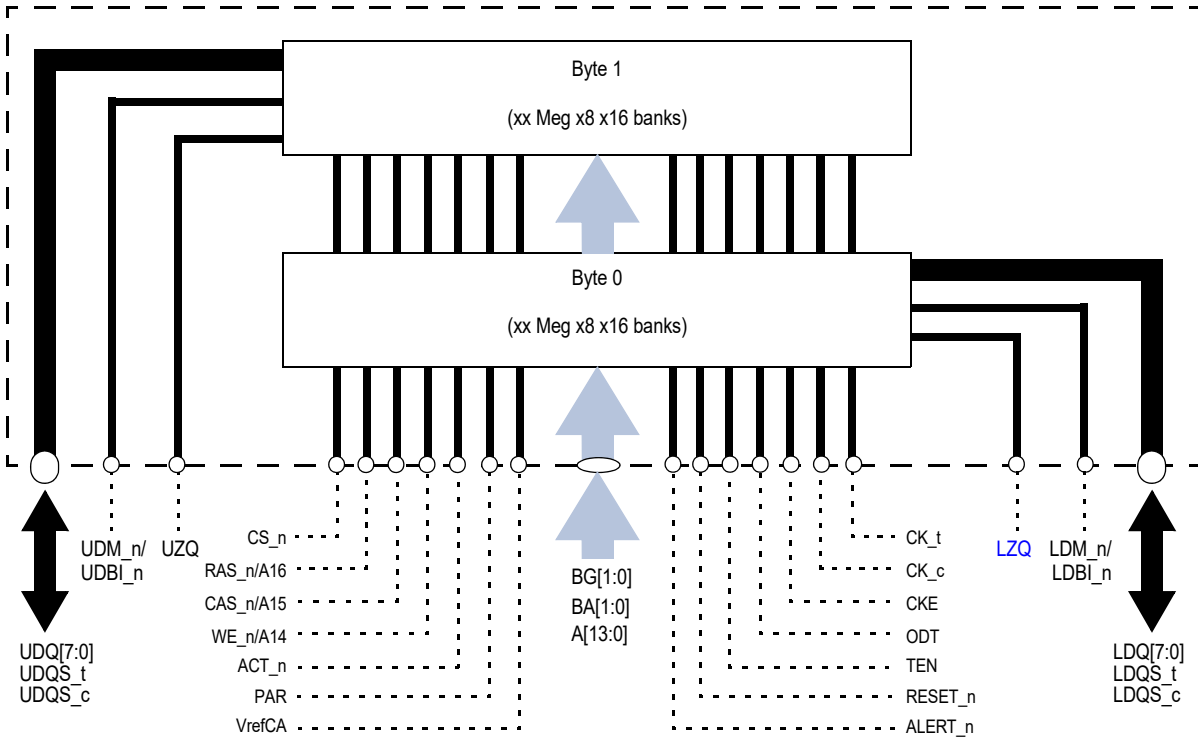 Byte 1
(xx Meg x8 x16 banks)
Byte 0
(xx Meg x8 x16 banks)
UDQ[7:0]
UDQS_t
UDQS_c
UDM_n/
UDBI_n
UZQ
CS_n
RAS_n/A16
CAS_n/A15
WE_n/A14
ACT_n
PAR
VrefCA
BG[1:0]
BA[1:0]
A[13:0]
CK_t
CK_c
CKE
ODT
TEN
RESET_n
ALERT_n
LZQ
LDM_n/
LDBI_n
LDQ[7:0]
LDQS_t
LDQS_c